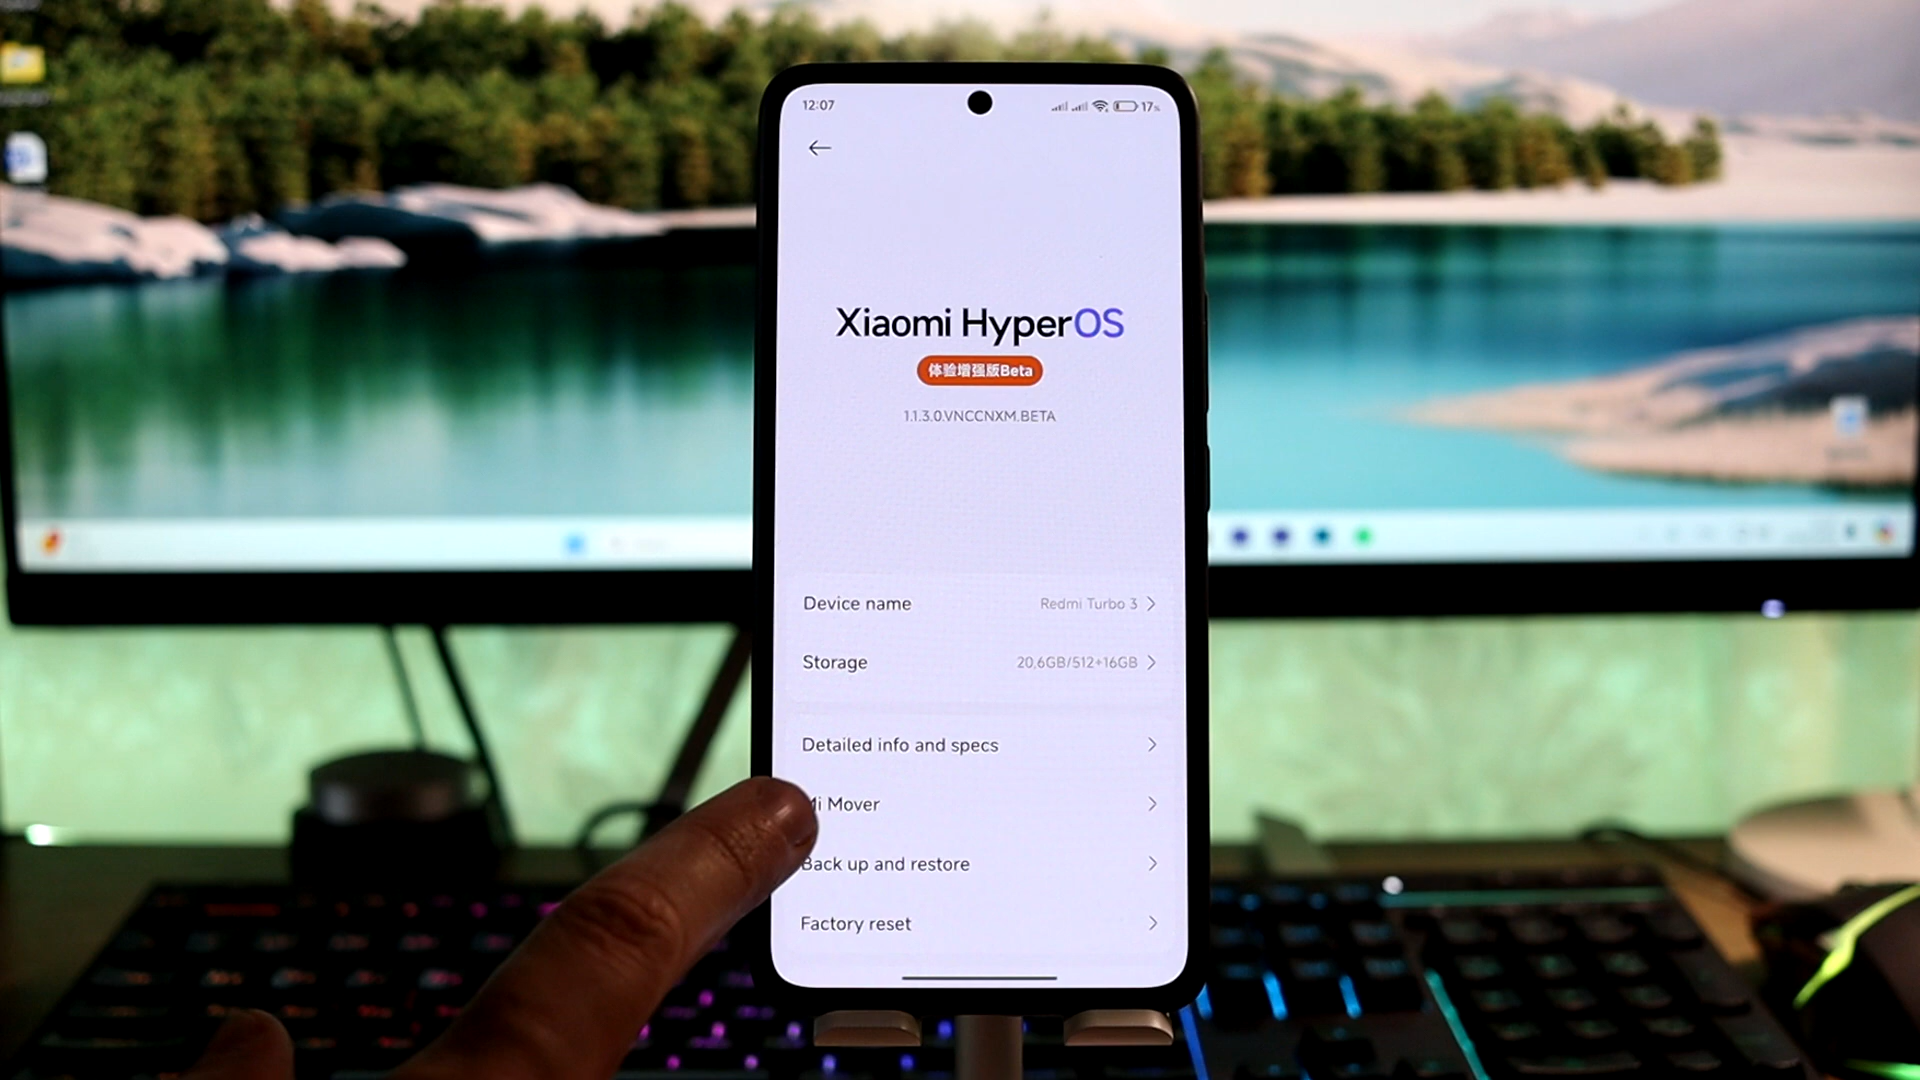 12:07 17%
Xiaomi HyperOS
体验增强版Beta
1.1.3.0.VNCCNXM.BETA
Device name Redmi Turbo 3
Storage 20,6GB/512+16GB
Detailed info and specs
Mi Mover
Back up and restore
Factory reset